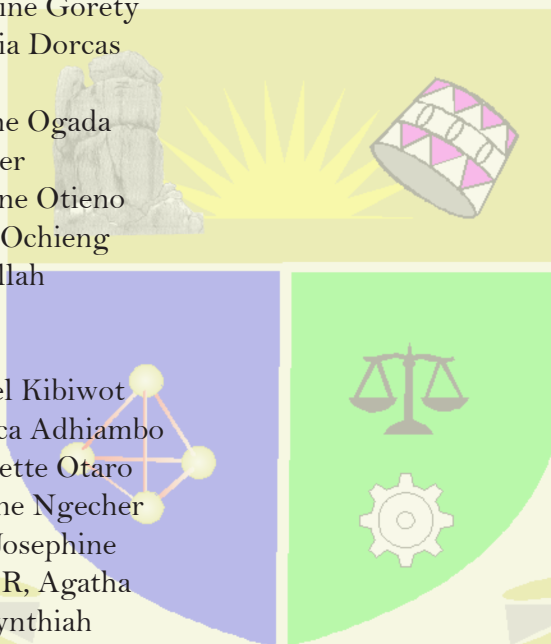 ine Gorety
ia Dorcas
ne Ogada
er
ne Otieno
Ochieng
llah
el Kibiwot
ca Adhiambo
ette Otaro
ne Ngecher
Josephine
R, Agatha
ynthiah